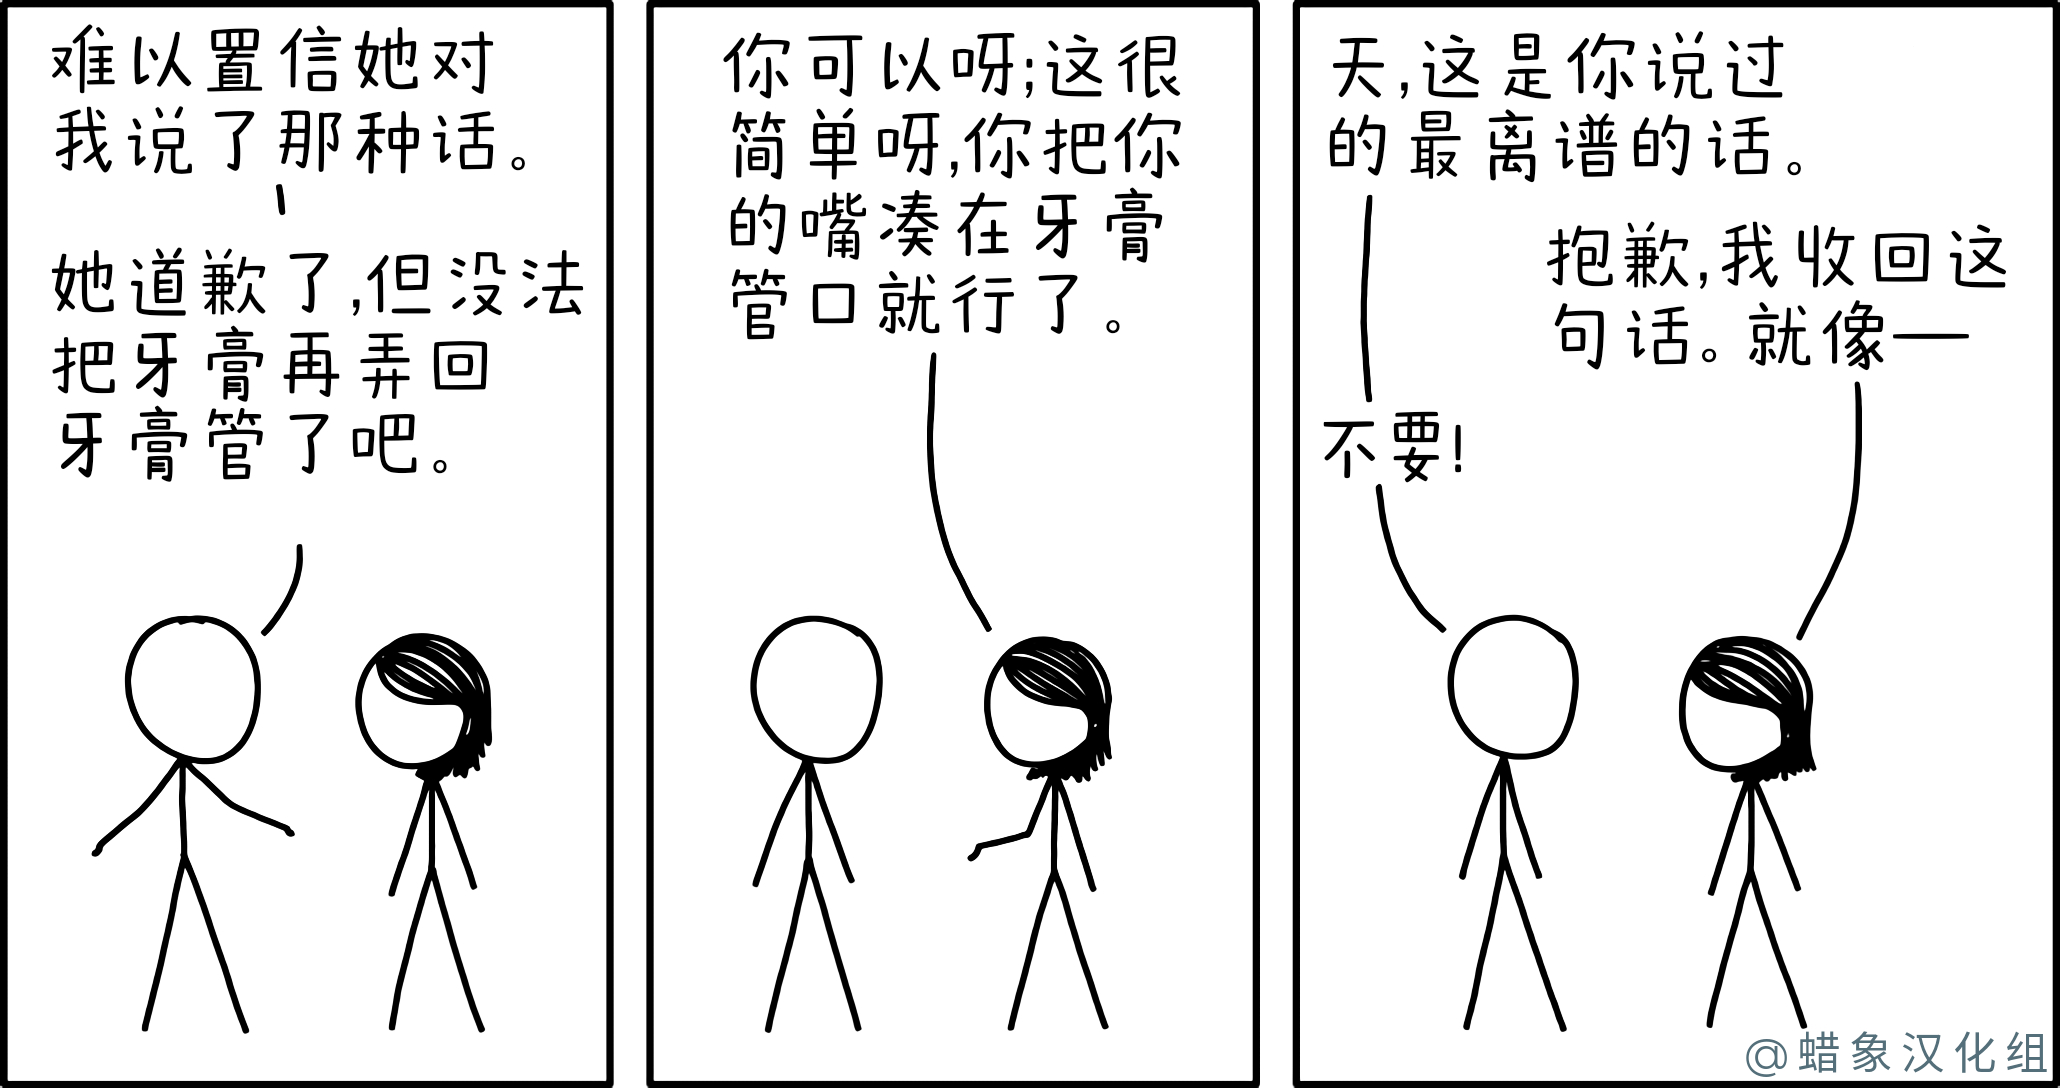 难以置信她对
我说了那种话。
她道歉了,但没法
把牙膏再弄回
牙膏管了吧。
你可以呀;这很
简单呀,你把你
的嘴凑在牙膏
管口就行了。
天,这是你说过
的最离谱的话。
抱歉,我收回这
句话。就像—
不要!
@蜡象汉化组